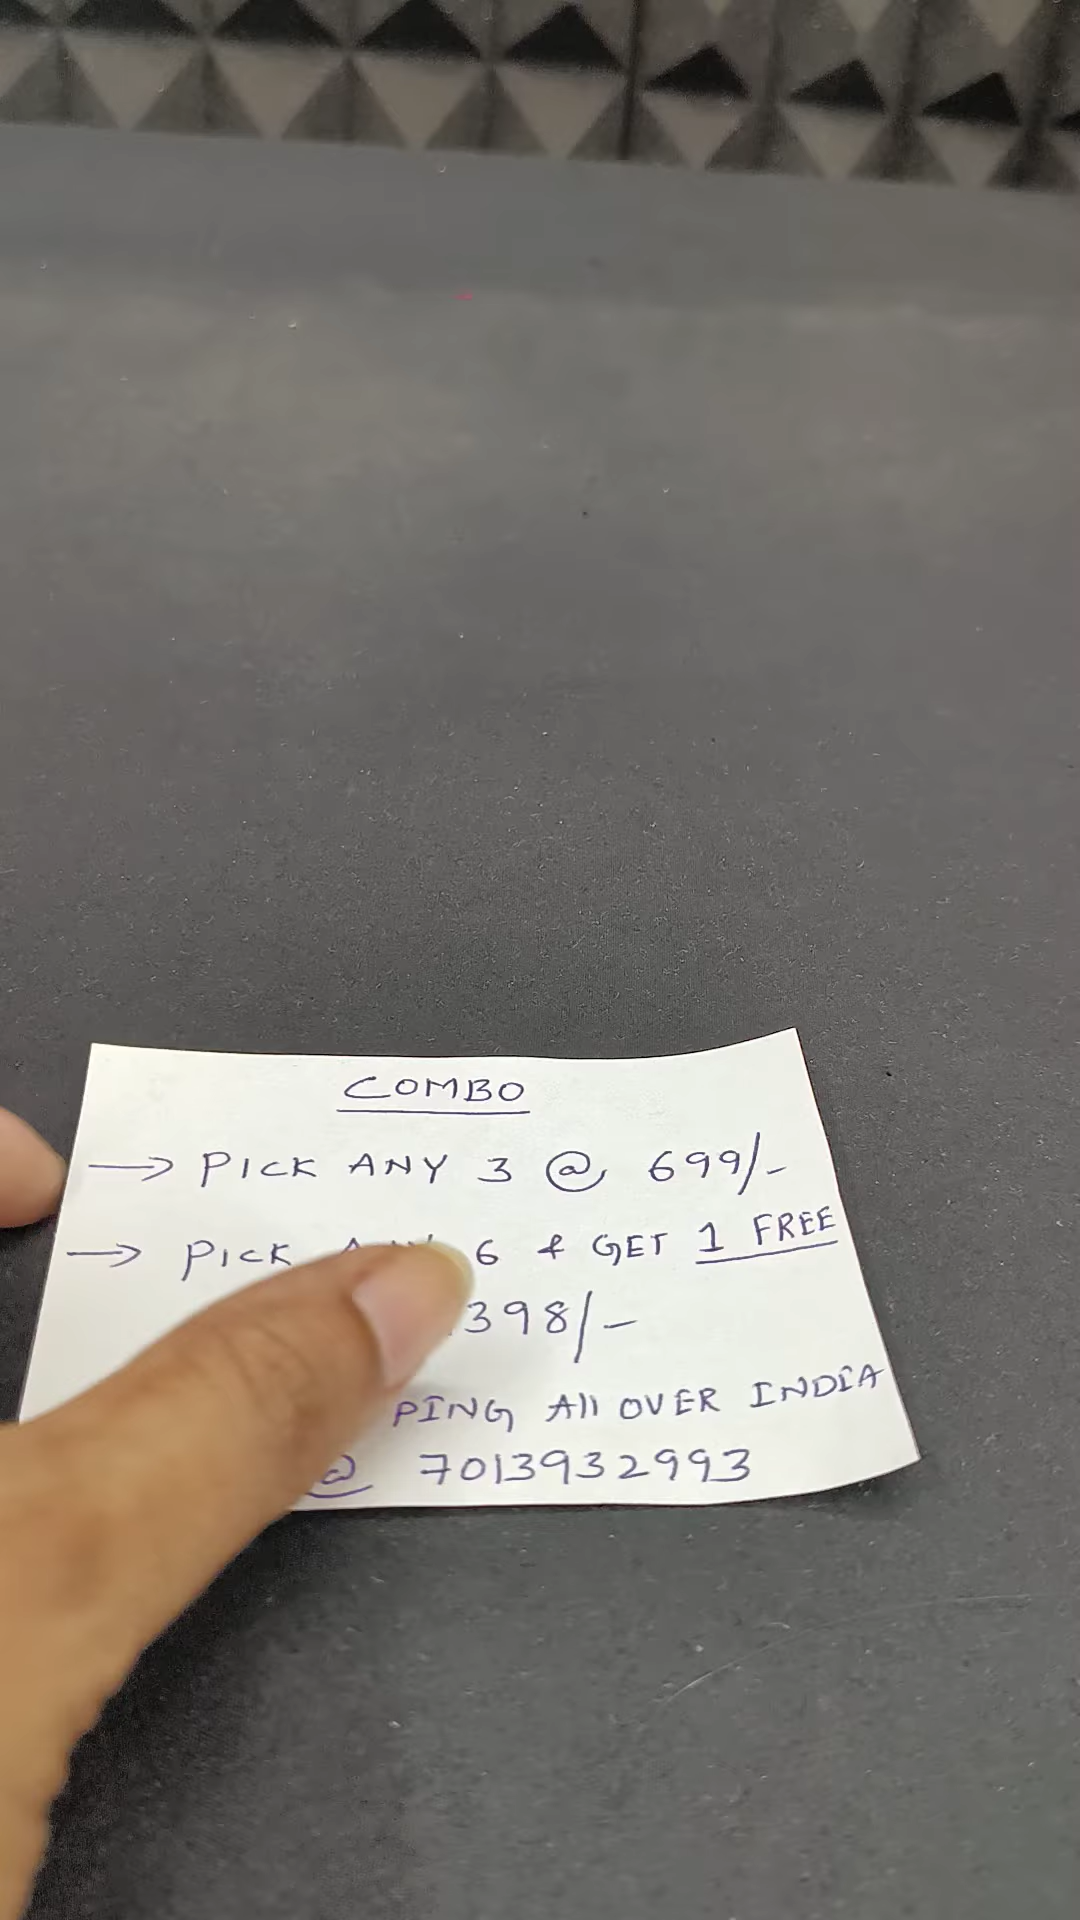 COMBO
→ PICK ANY 3 @ 699/-
→ PICK 6 & GET 1 FREE
398/-
PING All OVER INDIA
@ 7013932993